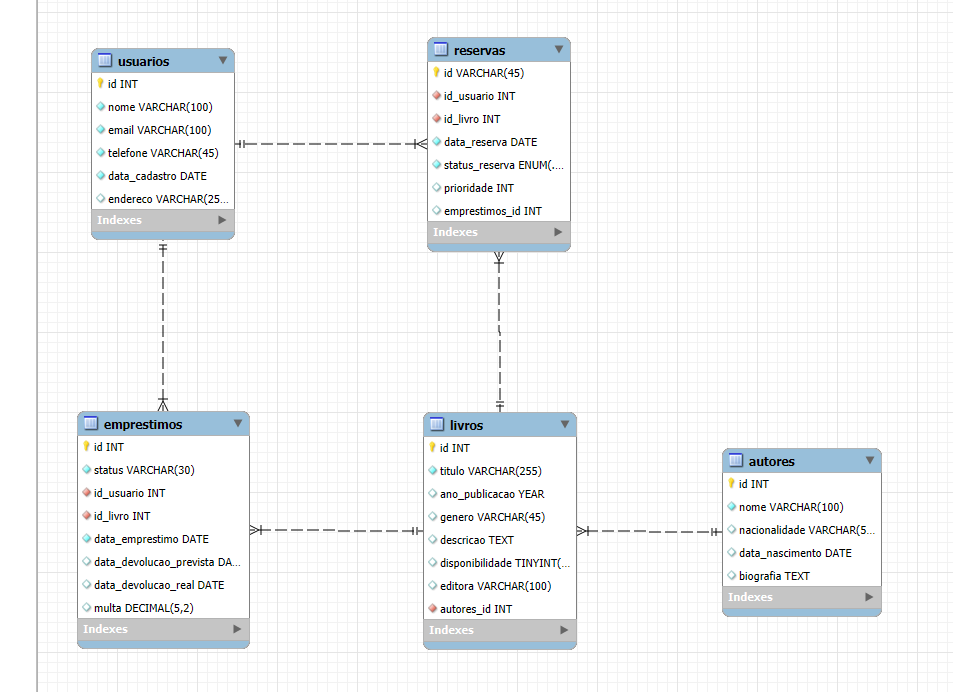 usuarios
id INT
nome VARCHAR(100)
email VARCHAR(100)
telefone VARCHAR(45)
data_cadastro DATE
endereco VARCHAR(25...
Indexes
reservas
id VARCHAR(45)
id_usuario INT
id_livro INT
data_reserva DATE
status_reserva ENUM(...
prioridade INT
emprestimos_id INT
Indexes
emprestimos
id INT
status VARCHAR(30)
id_usuario INT
id_livro INT
data_emprestimo DATE
data_devolucao_prevista DA...
data_devolucao_real DATE
multa DECIMAL(5,2)
Indexes
livros
id INT
titulo VARCHAR(255)
ano_publicacao YEAR
genero VARCHAR(45)
descricao TEXT
disponibilidade TINYINT(...
editora VARCHAR(100)
autores_id INT
Indexes
autores
id INT
nome VARCHAR(100)
nacionalidade VARCHAR(5...
data_nascimento DATE
biografia TEXT
Indexes